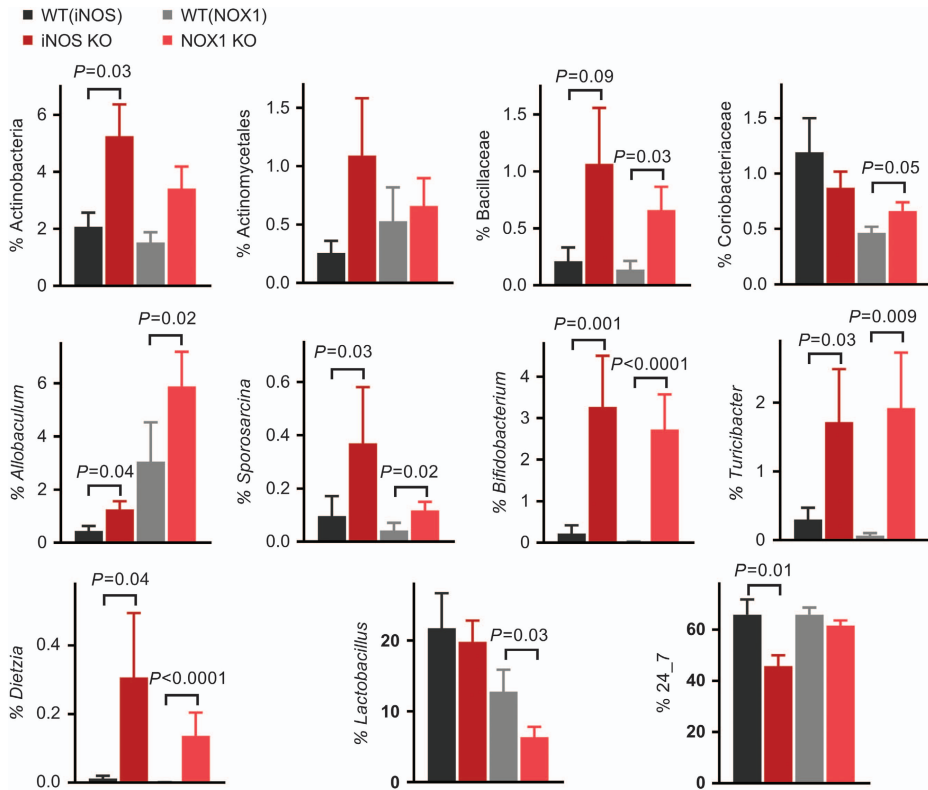 WT(iNOS) WT(NOX1)
iNOS KO NOX1 KO
% Actinobacteria
P=0.03
6
4
2
0
% Actinomycetales
1.5
1.0
0.5
0.0
% Bacillaceae
P=0.09
P=0.03
1.5
1.0
0.5
0.0
% Coriobacteriaceae
P=0.05
1.5
1.0
0.5
0.0
% Allobaculum
P=0.02
P=0.04
6
4
2
0
% Sporosarcina
P=0.03
P=0.02
0.6
0.4
0.2
0.0
% Bifidobacterium
P=0.001
P<0.0001
4
3
2
1
0
% Turicibacter
P=0.009
P=0.03
2
1
0
% Dietzia
P=0.04
P<0.0001
0.4
0.2
0.0
% Lactobacillus
P=0.03
20
10
0
% 24_7
P=0.01
60
40
20
0